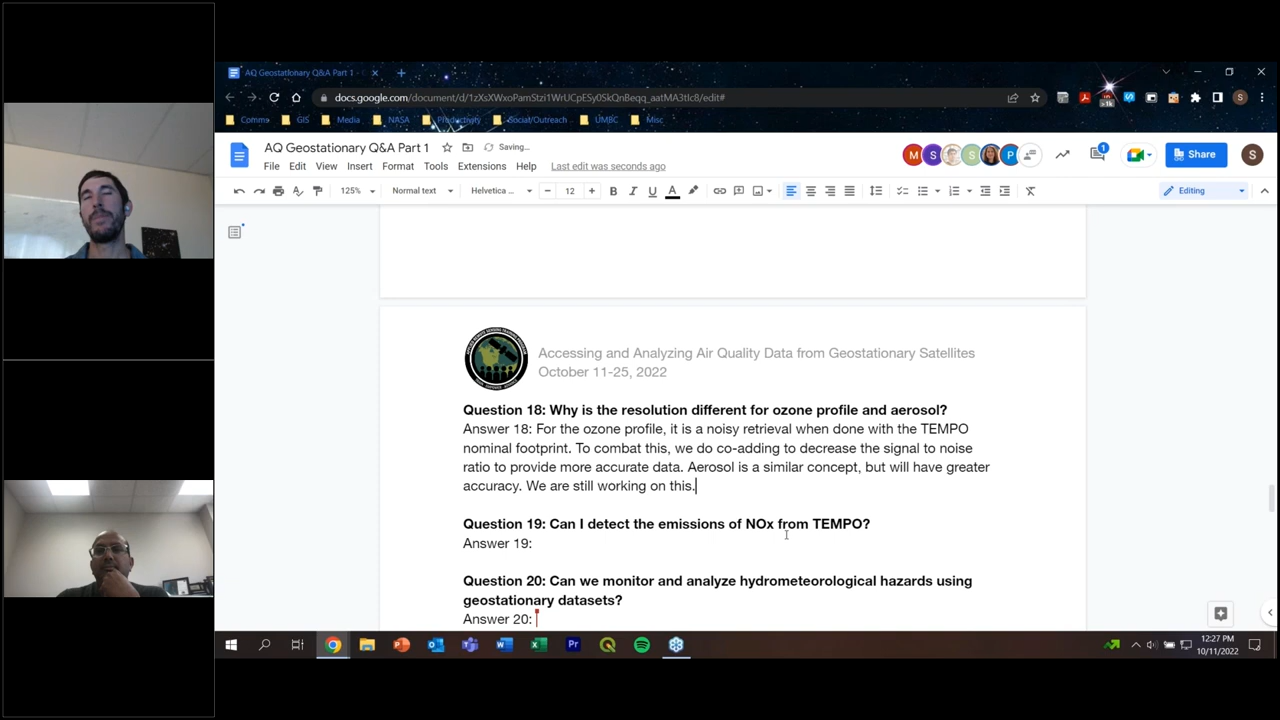 AQ Geostationary Q&A Part 1
docs.google.com/document/d/1zXsXWxoPamStzi1WrUCpESy0SkQnBeqq_aatMA3tIc8/edit#
Comms GIS Media NASA Productivity Social/Outreach UMBC Misc
AQ Geostationary Q&A Part 1 Saving...
M S S P 1 Share S
File Edit View Insert Format Tools Extensions Help Last edit was seconds ago
125% Normal text Helvetica ... 12 B I U A Editing
Accessing and Analyzing Air Quality Data from Geostationary Satellites
October 11-25, 2022
Question 18: Why is the resolution different for ozone profile and aerosol?
Answer 18: For the ozone profile, it is a noisy retrieval when done with the TEMPO
nominal footprint. To combat this, we do co-adding to decrease the signal to noise
ratio to provide more accurate data. Aerosol is a similar concept, but will have greater
accuracy. We are still working on this.
Question 19: Can I detect the emissions of NOx from TEMPO?
Answer 19:
Question 20: Can we monitor and analyze hydrometeorological hazards using
geostationary datasets?
Answer 20:
12:27 PM
10/11/2022